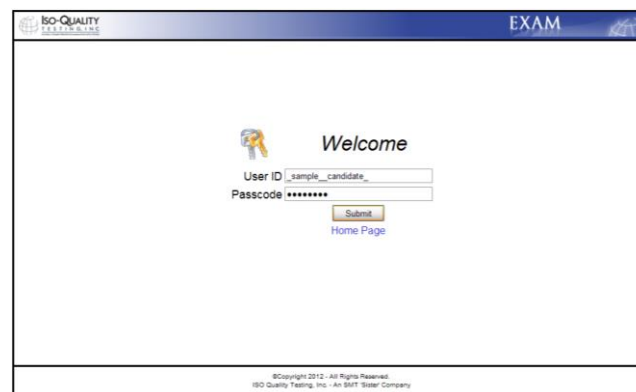 ISO-QUALITY
TESTING, INC
EXAM
Welcome
User ID _sample__candidate_
Passcode ••••••••
Submit
Home Page
©Copyright 2012 - All Rights Reserved.
ISO Quality Testing, Inc. - An SMT 'Sister' Company